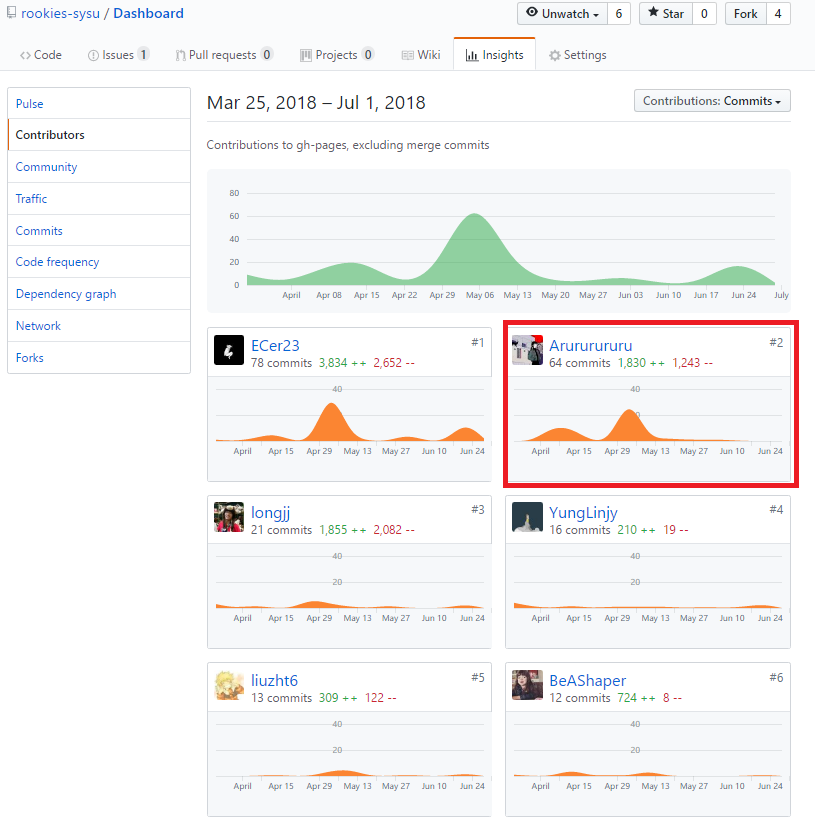 rookies-sysu / Dashboard
Unwatch 6 Star 0 Fork 4
Code Issues 1 Pull requests 0 Projects 0 Wiki Insights Settings
Pulse
Contributors
Community
Traffic
Commits
Code frequency
Dependency graph
Network
Forks
Mar 25, 2018 – Jul 1, 2018
Contributions: Commits
Contributions to gh-pages, excluding merge commits
80
60
40
20
0
April Apr 08 Apr 15 Apr 22 Apr 29 May 06 May 13 May 20 May 27 Jun 03 Jun 10 Jun 17 Jun 24 July
ECer23 #1
78 commits 3,834 ++ 2,652 --
40
April Apr 15 Apr 29 May 13 May 27 Jun 10 Jun 24
Arururururu #2
64 commits 1,830 ++ 1,243 --
40
April Apr 15 Apr 29 May 13 May 27 Jun 10 Jun 24
longjj #3
21 commits 1,855 ++ 2,082 --
40
20
April Apr 15 Apr 29 May 13 May 27 Jun 10 Jun 24
YungLinjy #4
16 commits 210 ++ 19 --
40
20
April Apr 15 Apr 29 May 13 May 27 Jun 10 Jun 24
liuzht6 #5
13 commits 309 ++ 122 --
40
20
April Apr 15 Apr 29 May 13 May 27 Jun 10 Jun 24
BeAShaper #6
12 commits 724 ++ 8 --
40
20
April Apr 15 Apr 29 May 13 May 27 Jun 10 Jun 24